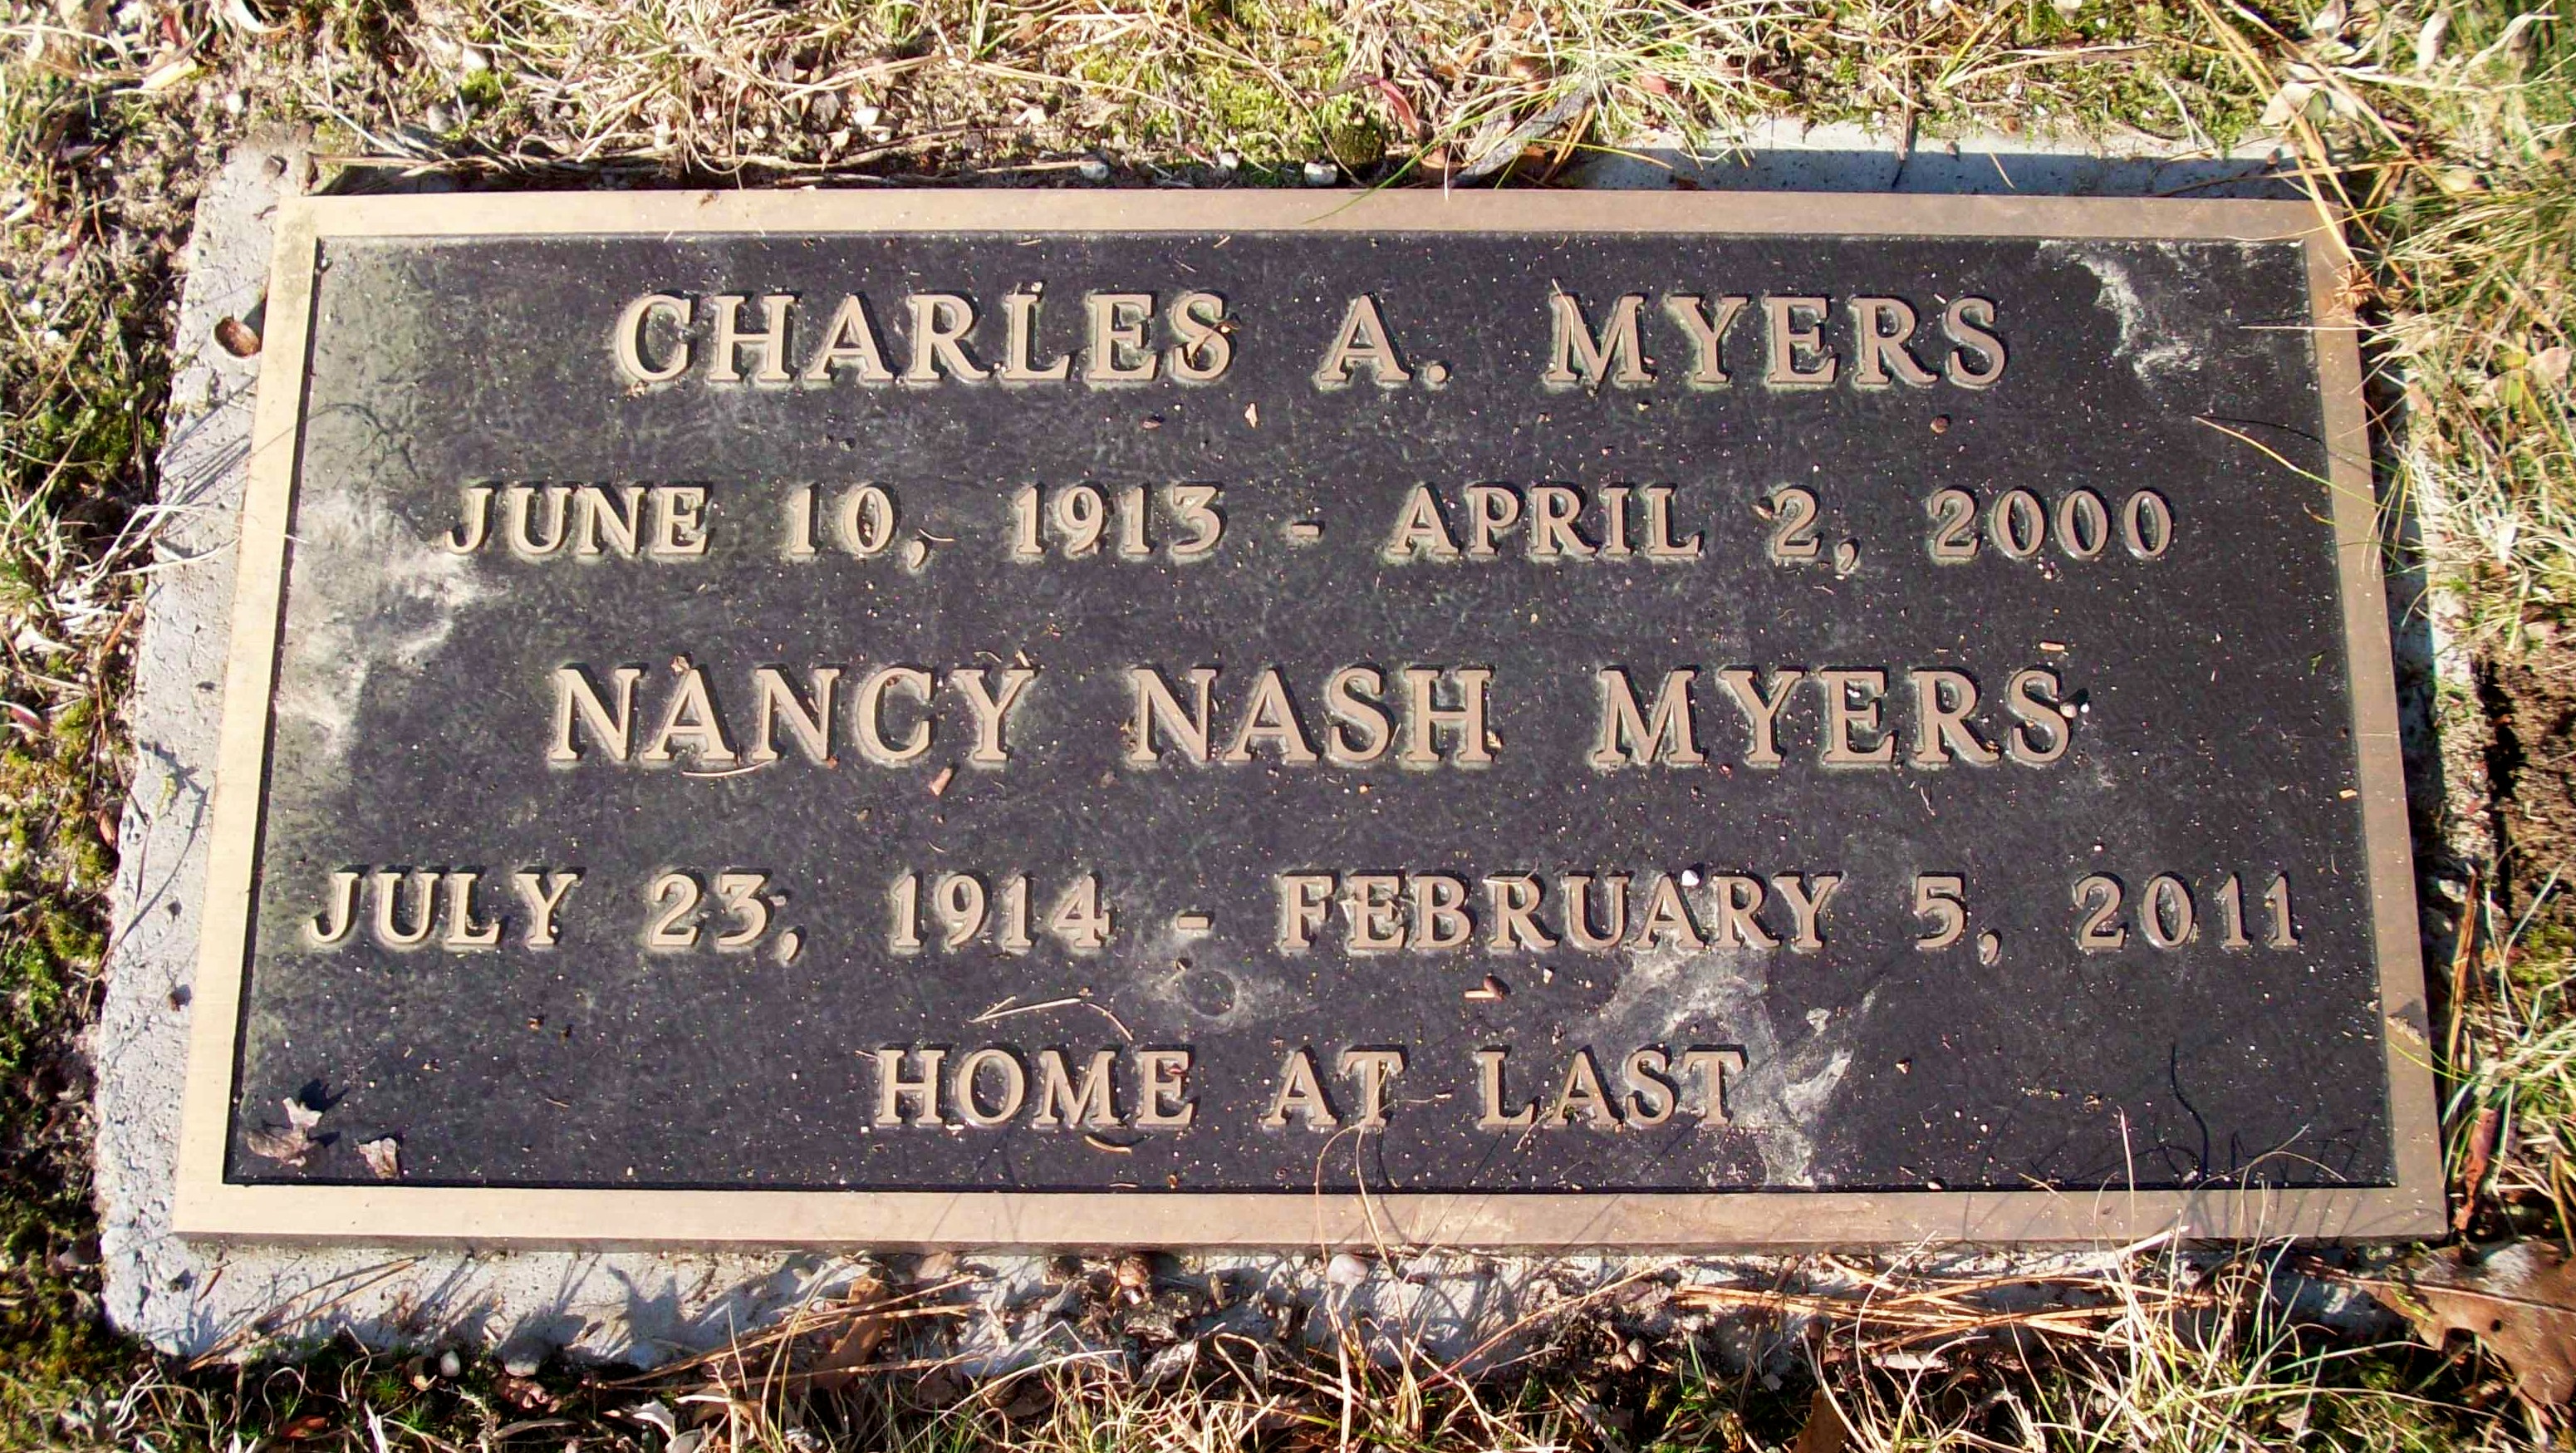 CHARLES A. MYERS
JUNE 10, 1913 - APRIL 2, 2000
NANCY NASH MYERS
JULY 23, 1914 - FEBRUARY 5, 2011
HOME AT LAST